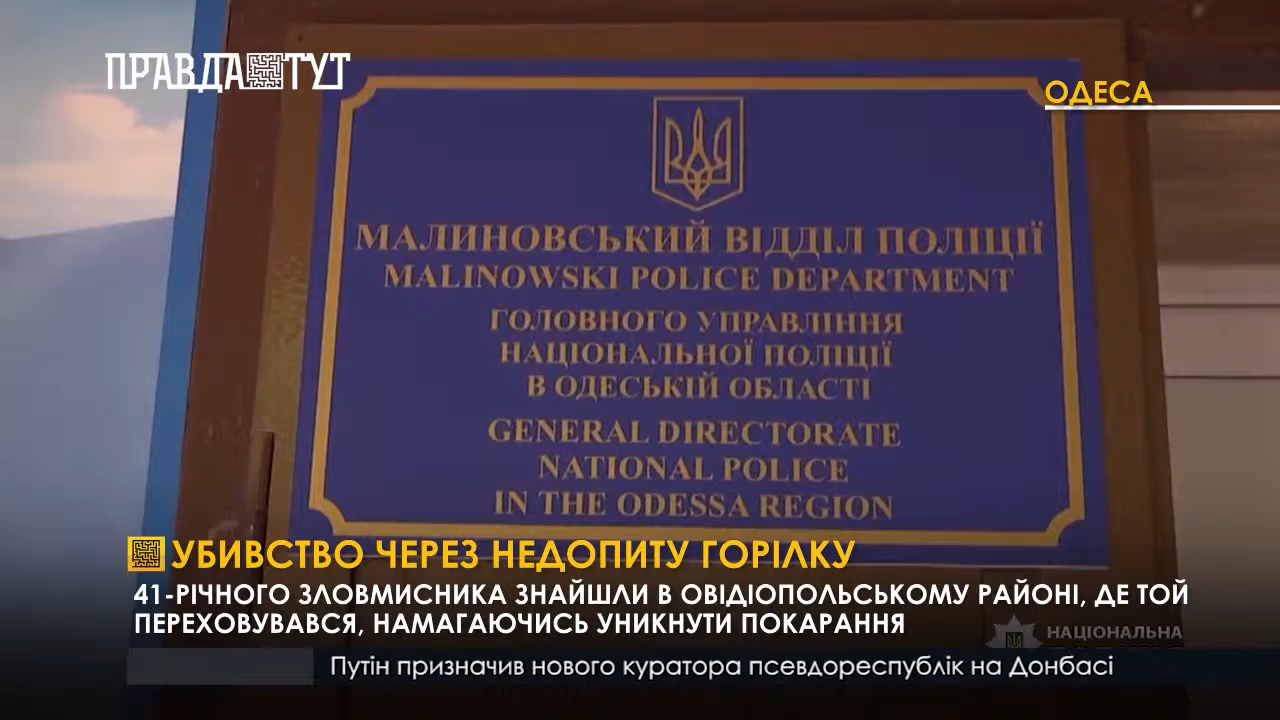 ПРАВДА ТУТ
ОДЕСА
МАЛИНОВСЬКИЙ ВІДДІЛ ПОЛІЦІЇ
MALINOWSKI POLICE DEPARTMENT
ГОЛОВНОГО УПРАВЛІННЯ
НАЦІОНАЛЬНОЇ ПОЛІЦІЇ
В ОДЕСЬКІЙ ОБЛАСТІ
GENERAL DIRECTORATE
NATIONAL POLICE
IN THE ODESSA REGION
УБИВСТВО ЧЕРЕЗ НЕДОПИТУ ГОРІЛКУ
41-РІЧНОГО ЗЛОВМИСНИКА ЗНАЙШЛИ В ОВІДІОПОЛЬСЬКОМУ РАЙОНІ, ДЕ ТОЙ
ПЕРЕХОВУВАВСЯ, НАМАГАЮЧИСЬ УНИКНУТИ ПОКАРАННЯ
НАЦІОНАЛЬНА
Путін призначив нового куратора псевдореспублік на Донбасі